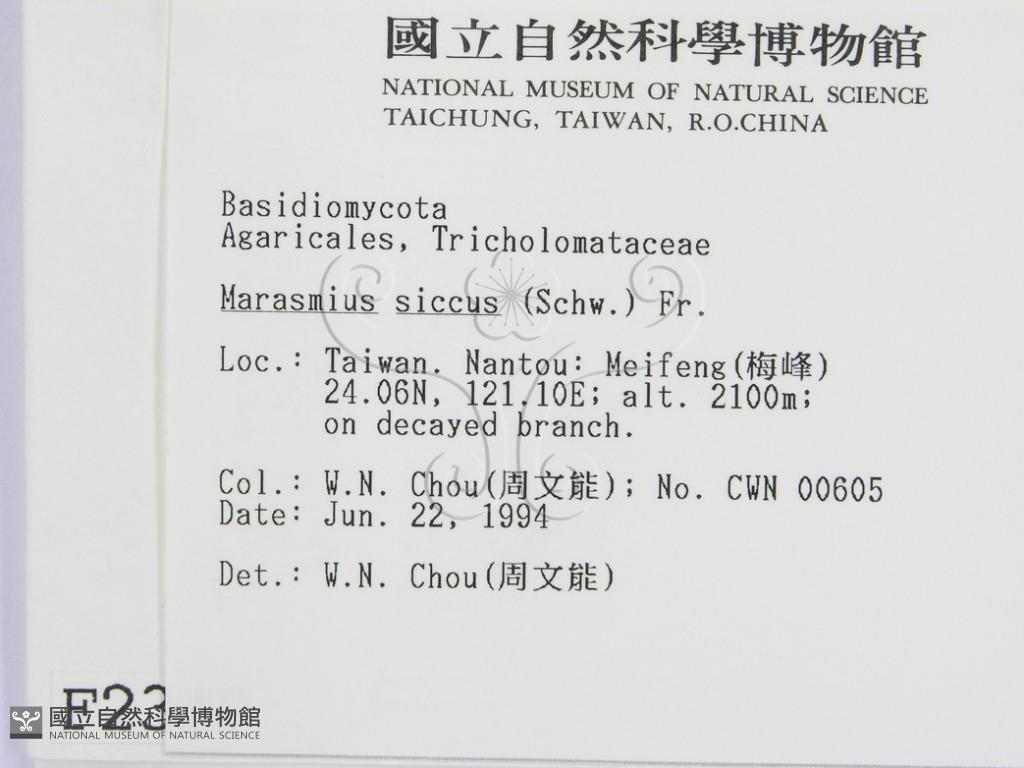 國立自然科學博物館
NATIONAL MUSEUM OF NATURAL SCIENCE
TAICHUNG, TAIWAN, R.O.CHINA
Basidiomycota
Agaricales, Tricholomataceae
Marasmius siccus (Schw.) Fr.
Loc.: Taiwan. Nantou: Meifeng(梅峰)
24.06N, 121.10E; alt. 2100m;
on decayed branch.
Col.: W.N. Chou(周文能); No. CWN 00605
Date: Jun. 22, 1994
Det.: W.N. Chou(周文能)
F23
國立自然科學博物館
NATIONAL MUSEUM OF NATURAL SCIENCE